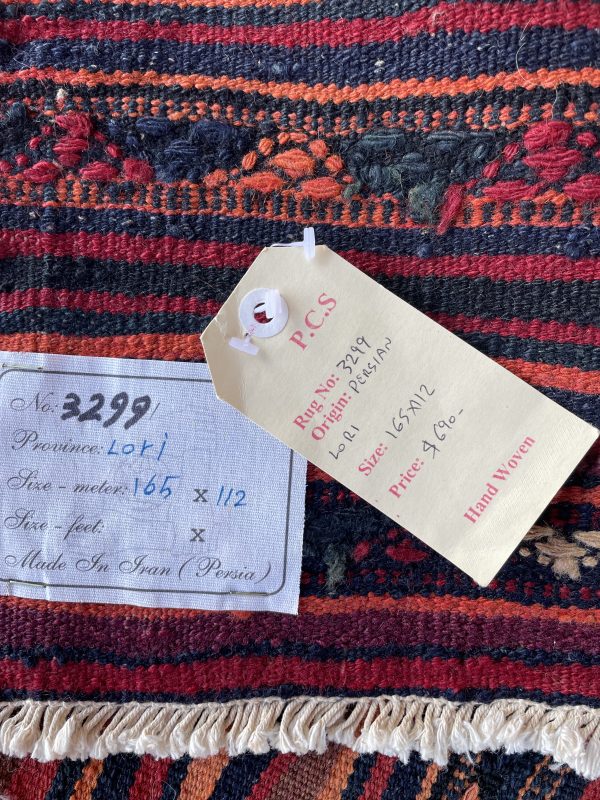 P.C.S
Rug No: 3299
Origin: PERSIAN
LORI
Size: 165X112
Price: $690-
Hand Woven
No: 3299/
Province: Lori
Size - meter: 165 x 112
Size - feet: x
Made In Iran (Persia)